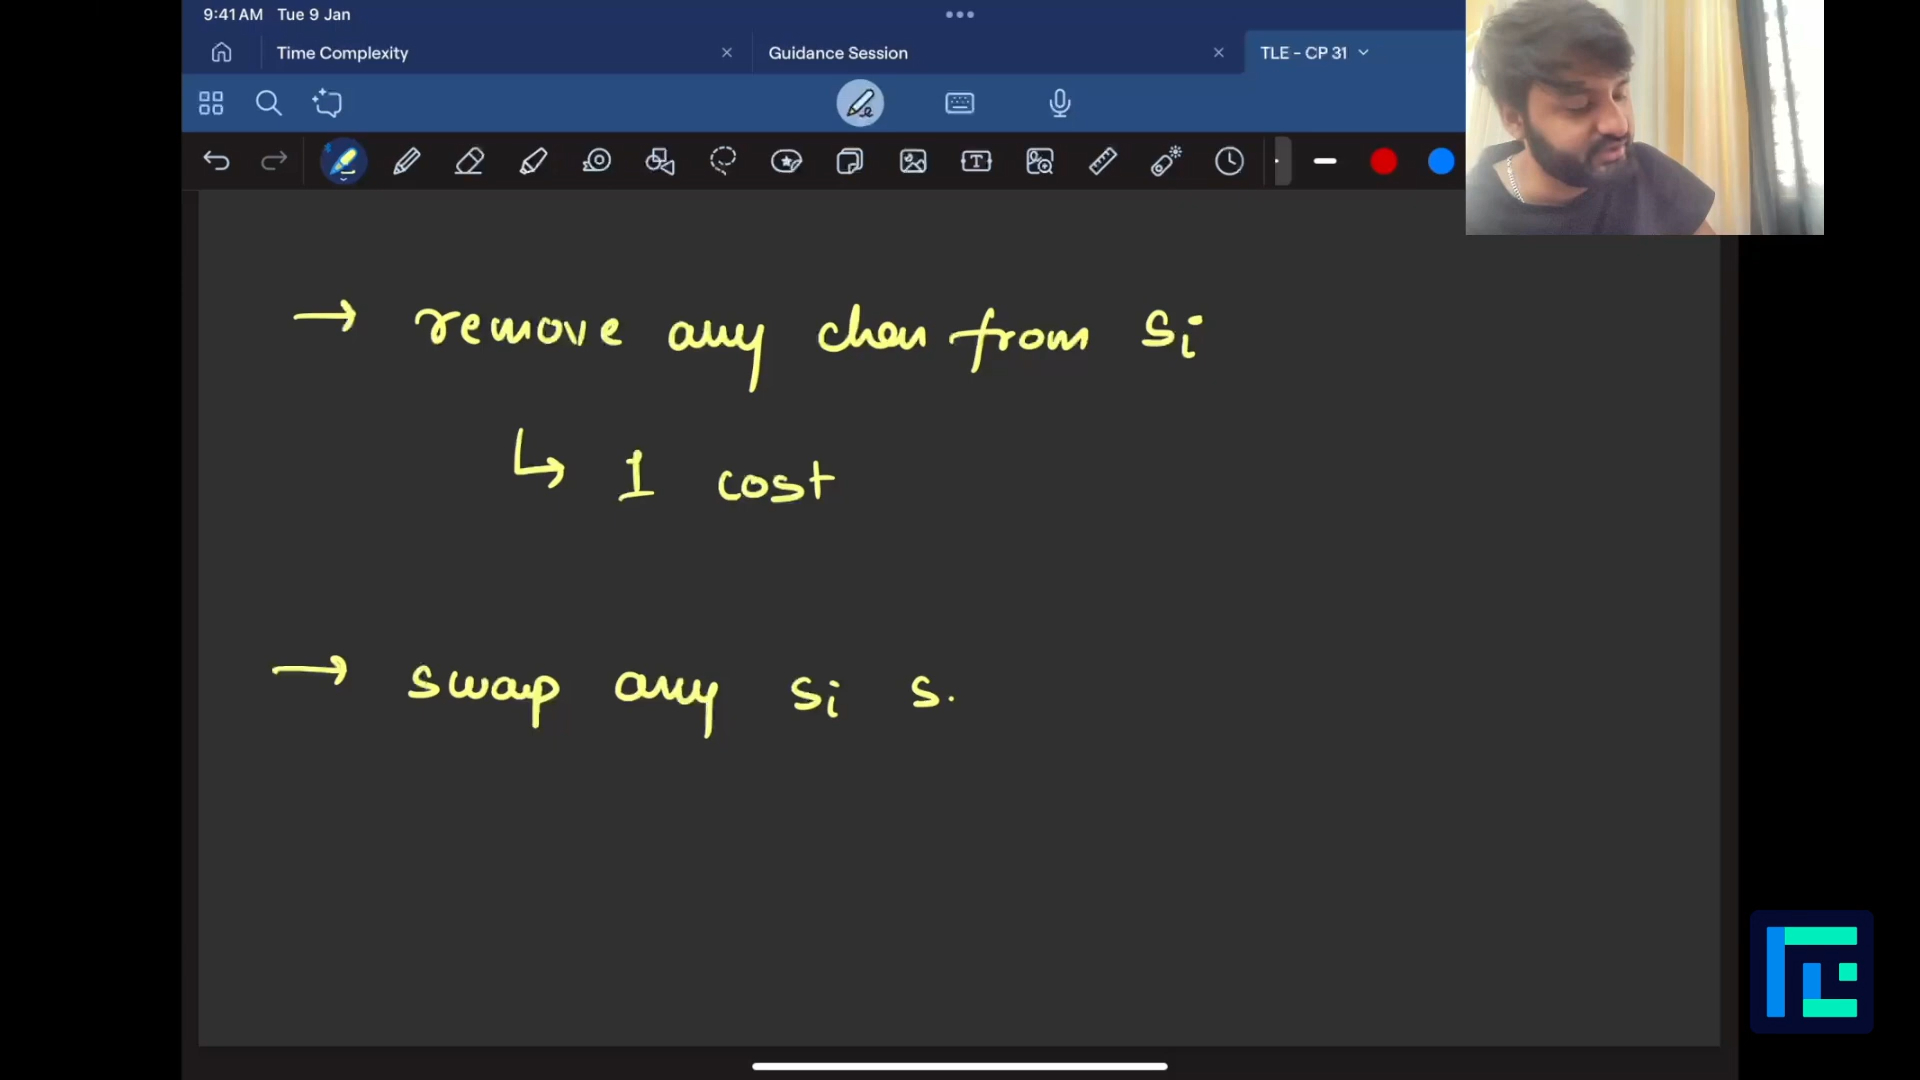 9:41 AM Tue 9 Jan
Time Complexity
Guidance Session
TLE - CP 31
→ remove any char from Si
↳ 1 cost
→ swap any Si S.